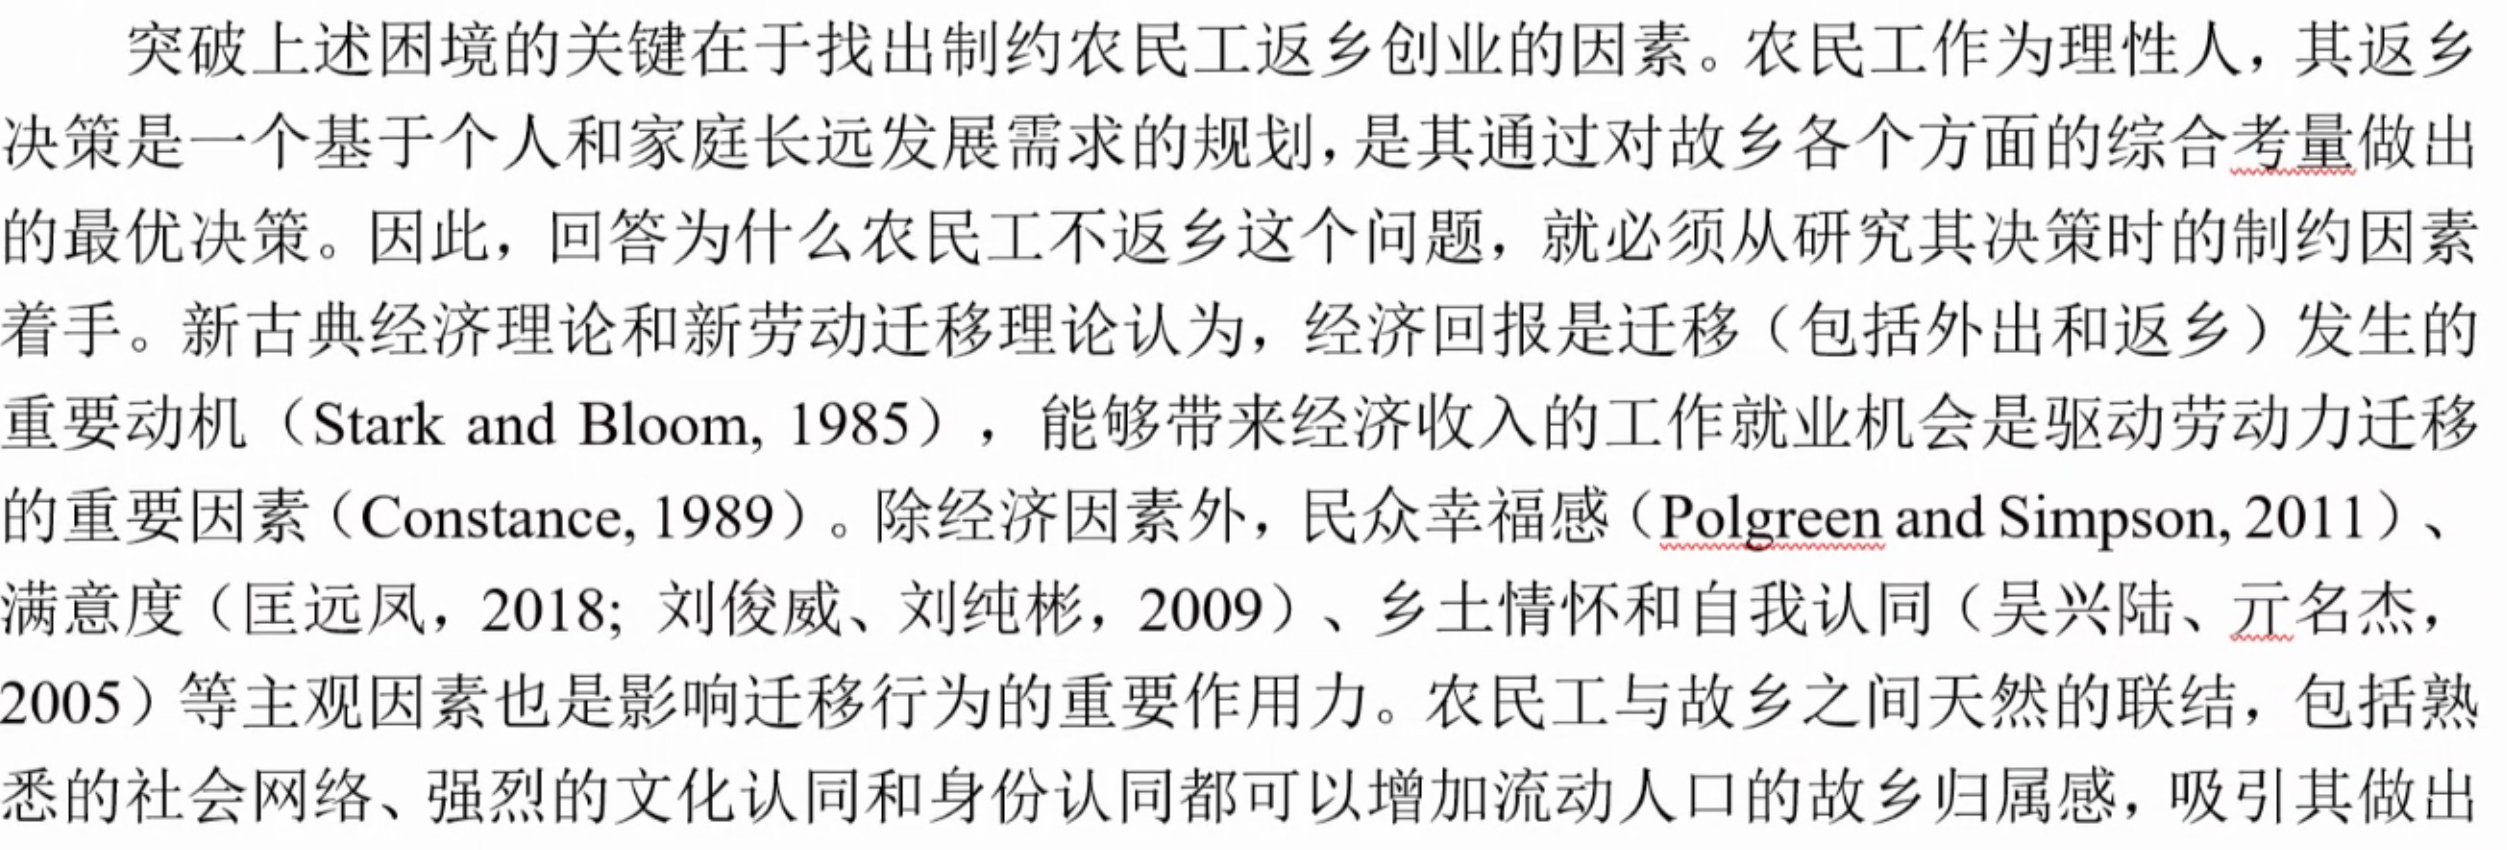 突破上述困境的关键在于找出制约农民工返乡创业的因素。农民工作为理性人，其返乡
决策是一个基于个人和家庭长远发展需求的规划，是其通过对故乡各个方面的综合考量做出
的最优决策。因此，回答为什么农民工不返乡这个问题，就必须从研究其决策时的制约因素
着手。新古典经济理论和新劳动迁移理论认为，经济回报是迁移（包括外出和返乡）发生的
重要动机（Stark and Bloom, 1985），能够带来经济收入的工作就业机会是驱动劳动力迁移
的重要因素（Constance, 1989）。除经济因素外，民众幸福感（Polgreen and Simpson, 2011）、
满意度（匡远凤，2018; 刘俊威、刘纯彬，2009）、乡土情怀和自我认同（吴兴陆、亓名杰，
2005）等主观因素也是影响迁移行为的重要作用力。农民工与故乡之间天然的联结，包括熟
悉的社会网络、强烈的文化认同和身份认同都可以增加流动人口的故乡归属感，吸引其做出